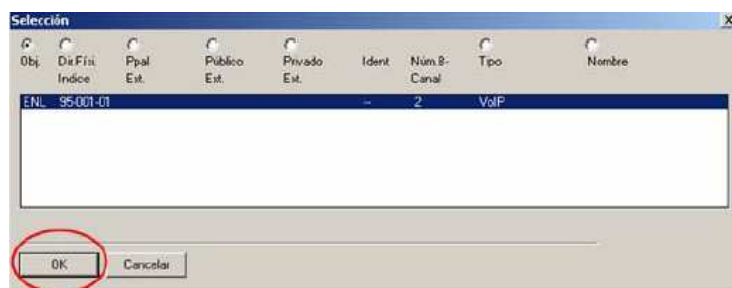 Selección
Obj. Dir.Físi. Ppal Público Privado Ident Núm.B- Tipo Nombre
Indice Ext. Ext. Ext. Canal
ENL 95-001-01 -- 2 VoIP
OK Cancelar